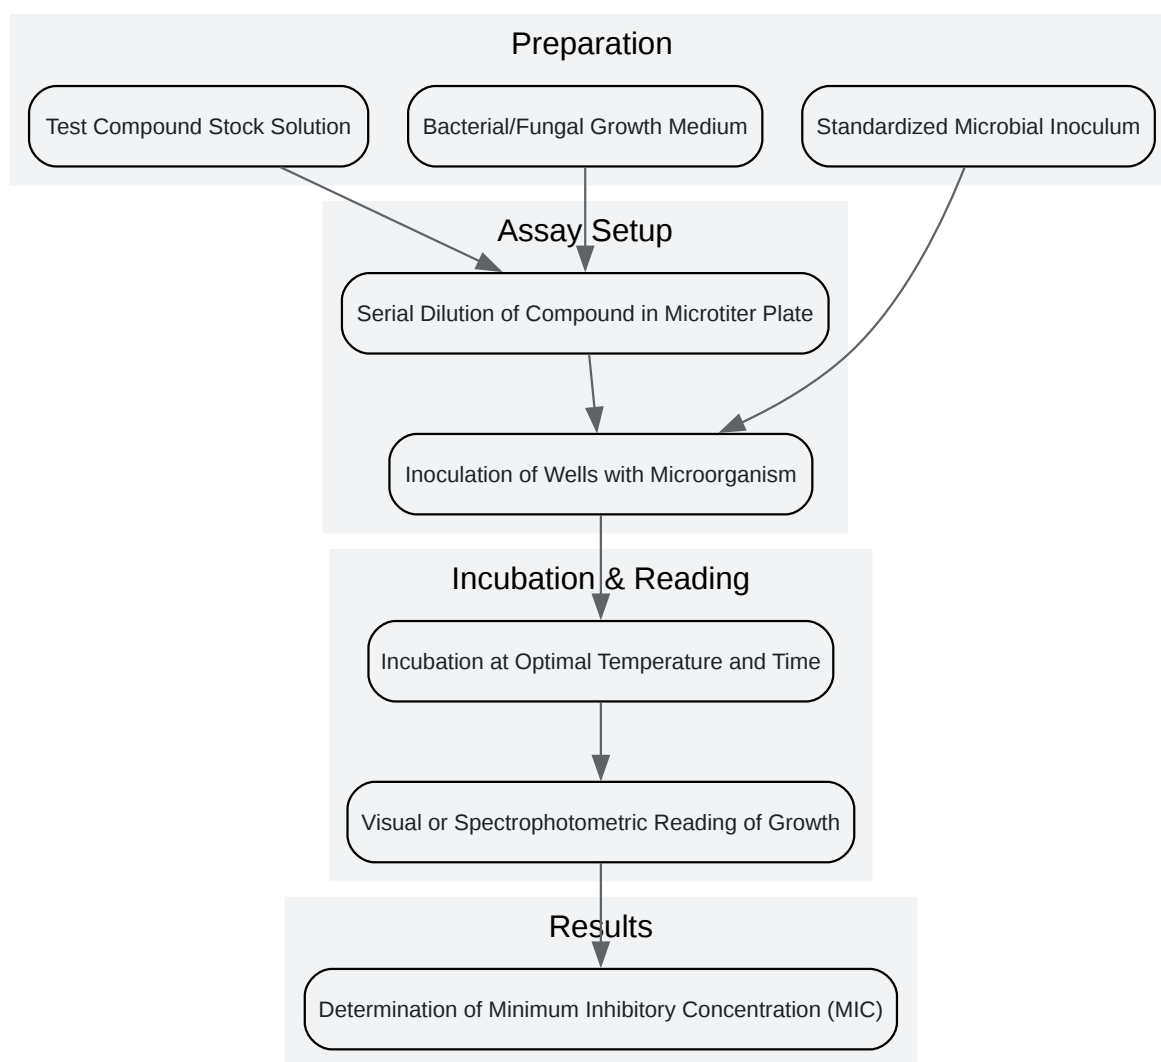 Preparation
Test Compound Stock Solution
Bacterial/Fungal Growth Medium
Standardized Microbial Inoculum
Assay Setup
Serial Dilution of Compound in Microtiter Plate
Inoculation of Wells with Microorganism
Incubation & Reading
Incubation at Optimal Temperature and Time
Visual or Spectrophotometric Reading of Growth
Results
Determination of Minimum Inhibitory Concentration (MIC)